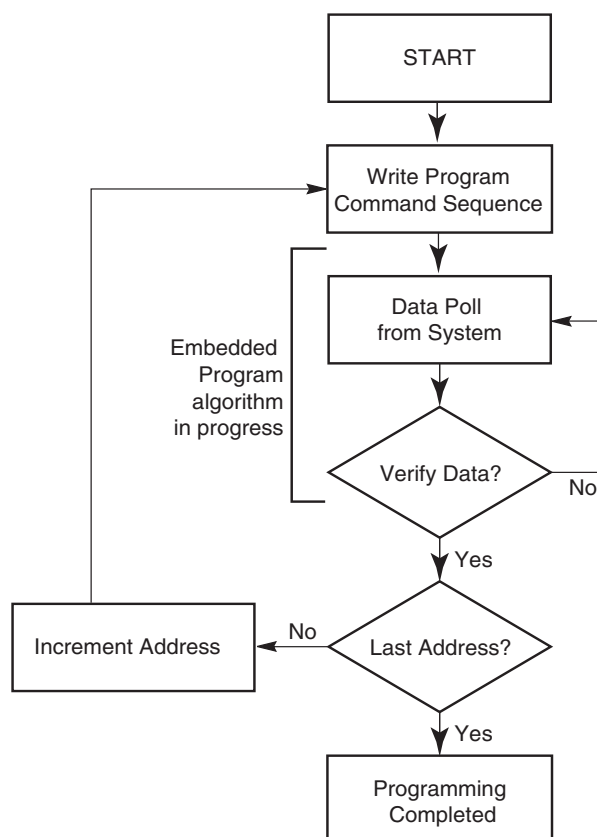 START
Write Program
Command Sequence
Data Poll
from System
Embedded
Program
algorithm
in progress
Verify Data?
No
Yes
No
Increment Address
Last Address?
Yes
Programming
Completed